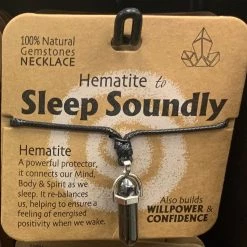 100% Natural
Gemstones
NECKLACE
Hematite to
Sleep Soundly
Hematite
A powerful protector,
it connects our Mind,
Body & Spirit as we
sleep. It re-balances
us, helping to ensure a
feeling of energised
positivity when we wake.
Also builds
WILLPOWER &
CONFIDENCE